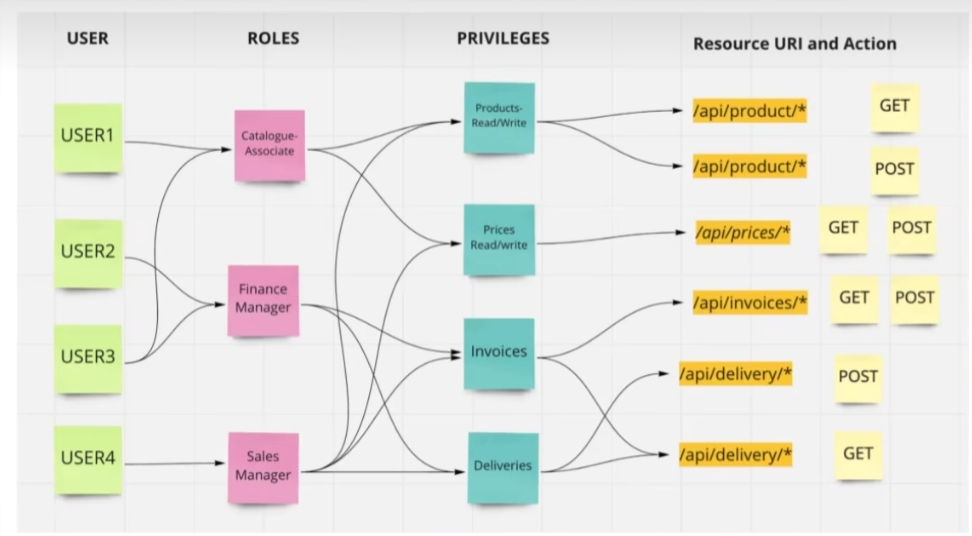 USER
ROLES
PRIVILEGES
Resource URI and Action
USER1
Catalogue-
Associate
Products-
Read/Write
/api/product/*
GET
/api/product/*
POST
USER2
Prices
Read/write
/api/prices/*
GET
POST
Finance
Manager
/api/invoices/*
GET
POST
USER3
Invoices
/api/delivery/*
POST
USER4
Sales
Manager
Deliveries
/api/delivery/*
GET